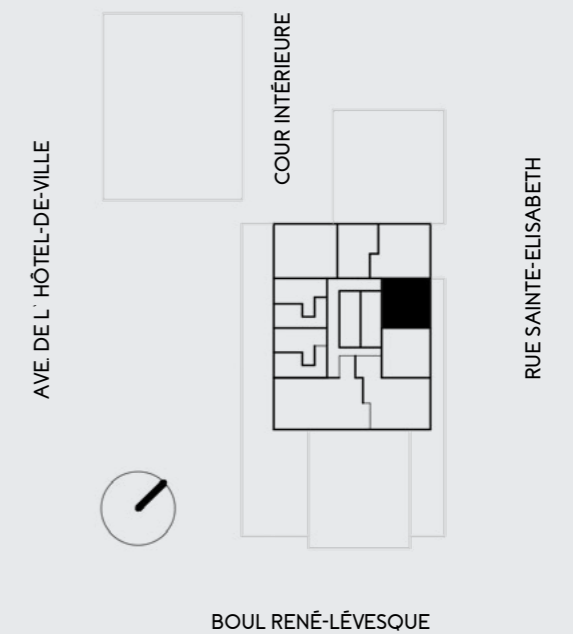 COUR INTÉRIEURE
AVE. DE L` HÔTEL-DE-VILLE
RUE SAINTE-ELISABETH
BOUL RENÉ-LÉVESQUE